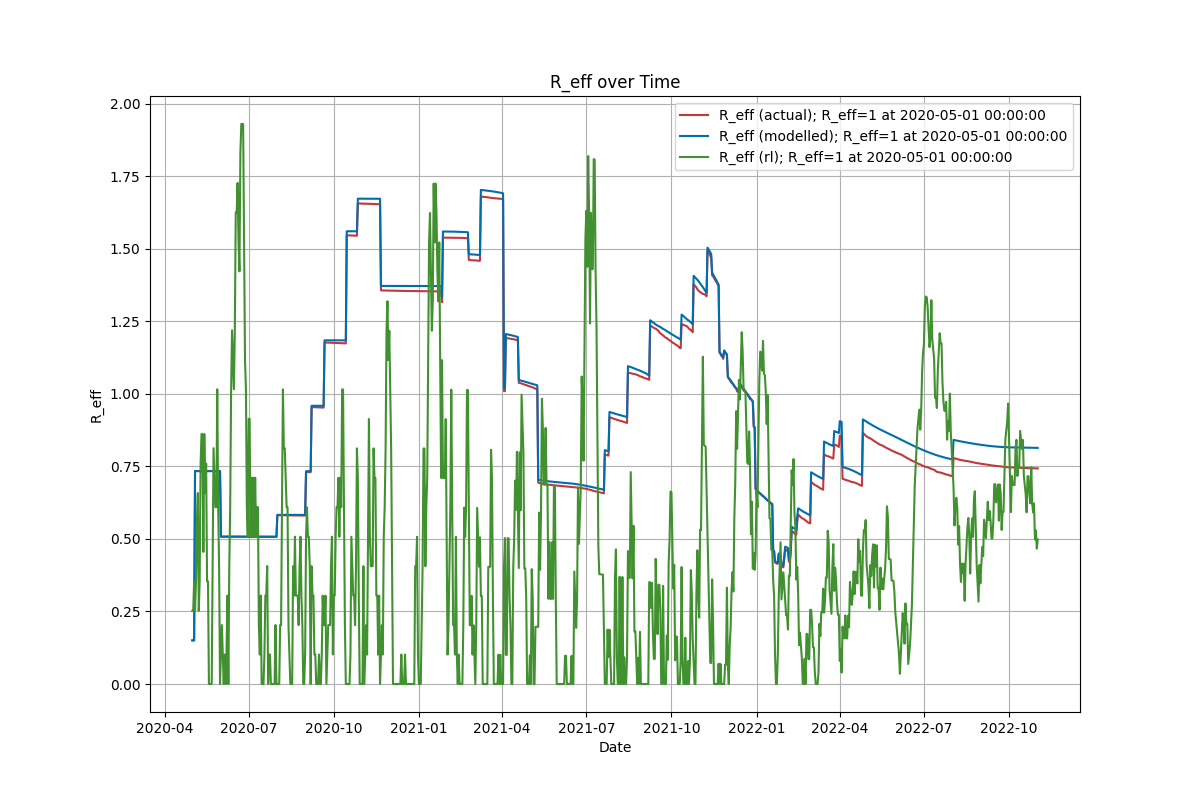 R_eff over Time
R_eff (actual); R_eff=1 at 2020-05-01 00:00:00
R_eff (modelled); R_eff=1 at 2020-05-01 00:00:00
R_eff (rl); R_eff=1 at 2020-05-01 00:00:00
R_eff
2.00
1.75
1.50
1.25
1.00
0.75
0.50
0.25
0.00
2020-04 2020-07 2020-10 2021-01 2021-04 2021-07 2021-10 2022-01 2022-04 2022-07 2022-10
Date